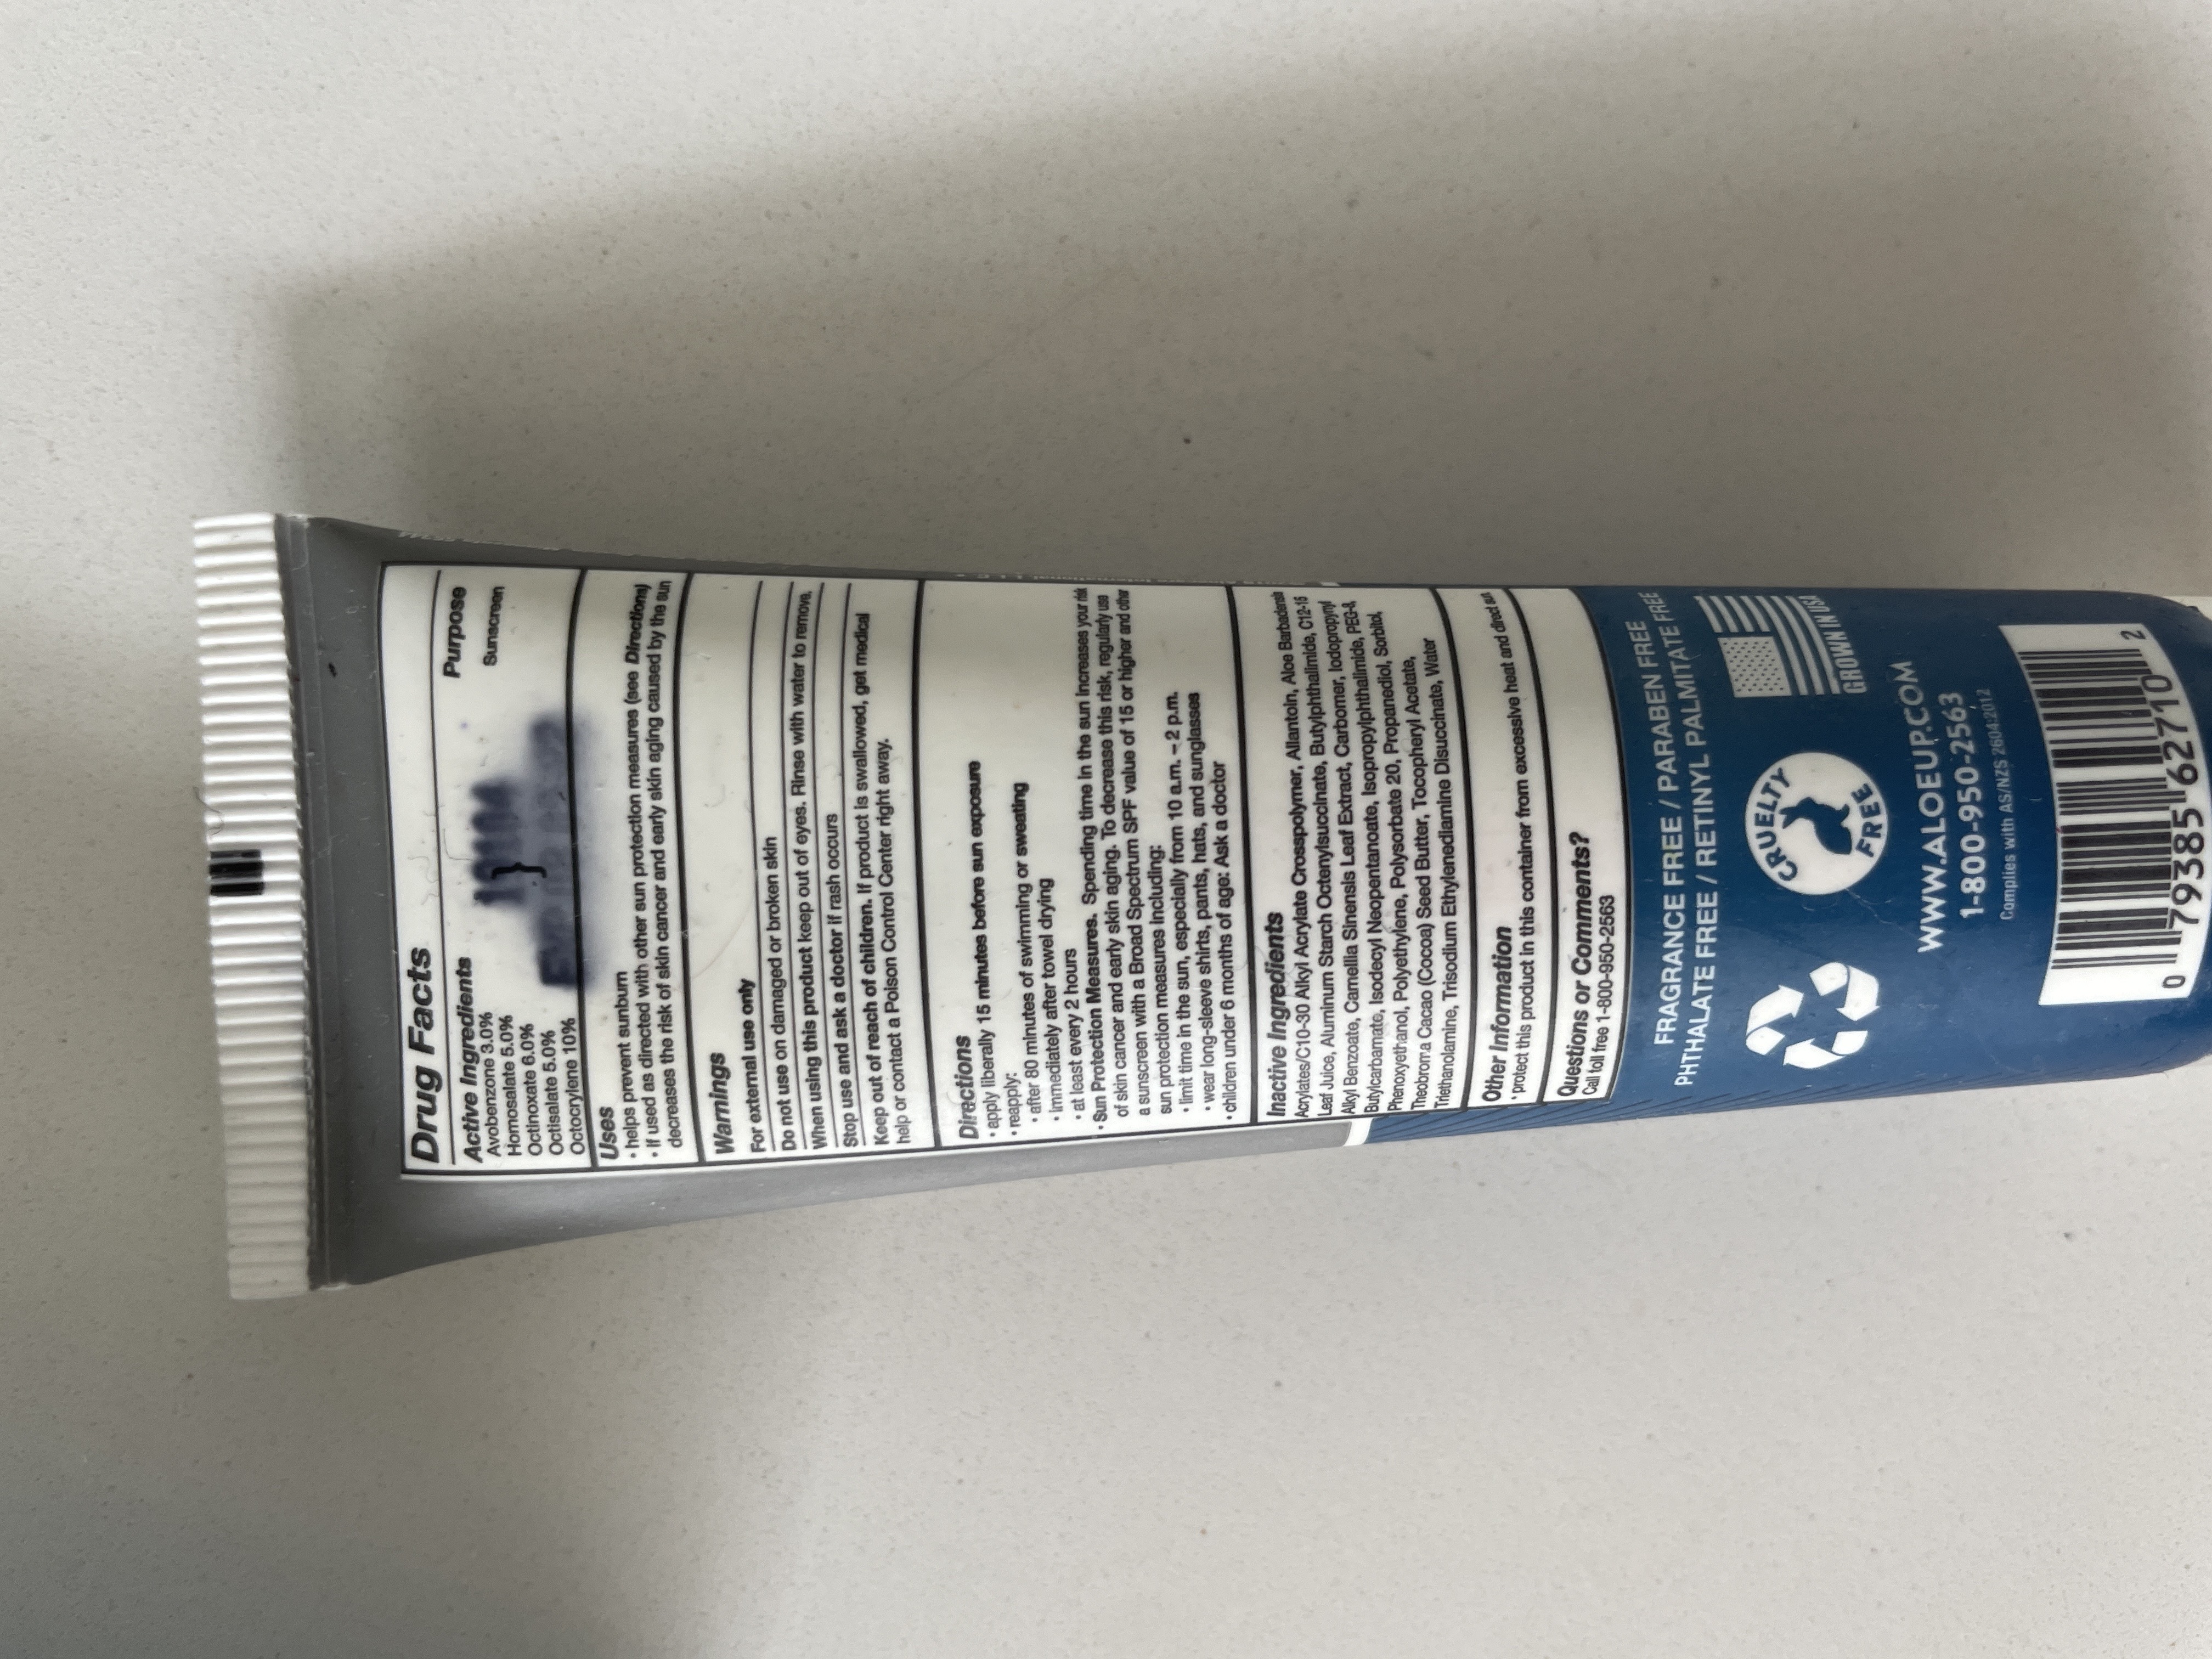 Drug Facts
Active Ingredients Purpose
Avobenzone 3.0%
Homosalate 5.0%
Octinoxate 6.0%
Octisalate 5.0%
Octocrylene 10%
} Sunscreen
Uses
• helps prevent sunburn
• If used as directed with other sun protection measures (see Directions)
decreases the risk of skin cancer and early skin aging caused by the sun
Warnings
For external use only
Do not use on damaged or broken skin
When using this product keep out of eyes. Rinse with water to remove.
Stop use and ask a doctor if rash occurs
Keep out of reach of children. If product is swallowed, get medical
help or contact a Poison Control Center right away.
Directions
• apply liberally 15 minutes before sun exposure
• reapply:
• after 80 minutes of swimming or sweating
• immediately after towel drying
• at least every 2 hours
• Sun Protection Measures. Spending time in the sun increases your risk
of skin cancer and early skin aging. To decrease this risk, regularly use
a sunscreen with a Broad Spectrum SPF value of 15 or higher and other
sun protection measures including:
• limit time in the sun, especially from 10 a.m. – 2 p.m.
• wear long-sleeve shirts, pants, hats, and sunglasses
• children under 6 months of age: Ask a doctor
Inactive Ingredients
Acrylates/C10-30 Alkyl Acrylate Crosspolymer, Allantoin, Aloe Barbadensis
Leaf Juice, Aluminum Starch Octenylsuccinate, Butylphthalimide, C12-15
Alkyl Benzoate, Camellia Sinensis Leaf Extract, Carbomer, Iodopropynyl
Butylcarbamate, Isodecyl Neopentanoate, Isopropylphthalimide, PEG-8,
Phenoxyethanol, Polyethylene, Polysorbate 20, Propanediol, Sorbitol,
Theobroma Cacao (Cocoa) Seed Butter, Tocopheryl Acetate,
Triethanolamine, Trisodium Ethylenediamine Disuccinate, Water
Other Information
• protect this product in this container from excessive heat and direct sun.
Questions or Comments?
Call toll free 1-800-950-2563
FRAGRANCE FREE / PARABEN FREE
PHTHALATE FREE / RETINYL PALMITATE FREE
CRUELTY
FREE
GROWN IN USA
WWW.ALOEUP.COM
1-800-950-2563
Complies with AS/NZS 2604:2012
0 79385 62710 2